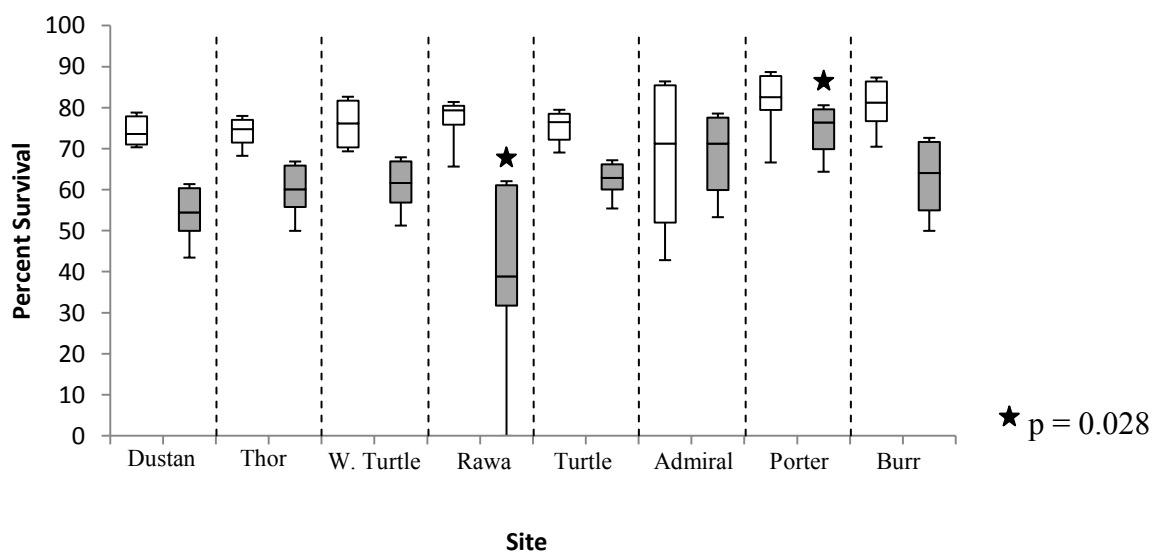 100
90
80
70
60
50
40
30
20
10
0
Percent Survival
Dustan Thor W. Turtle Rawa Turtle Admiral Porter Burr
Site
★ p = 0.028